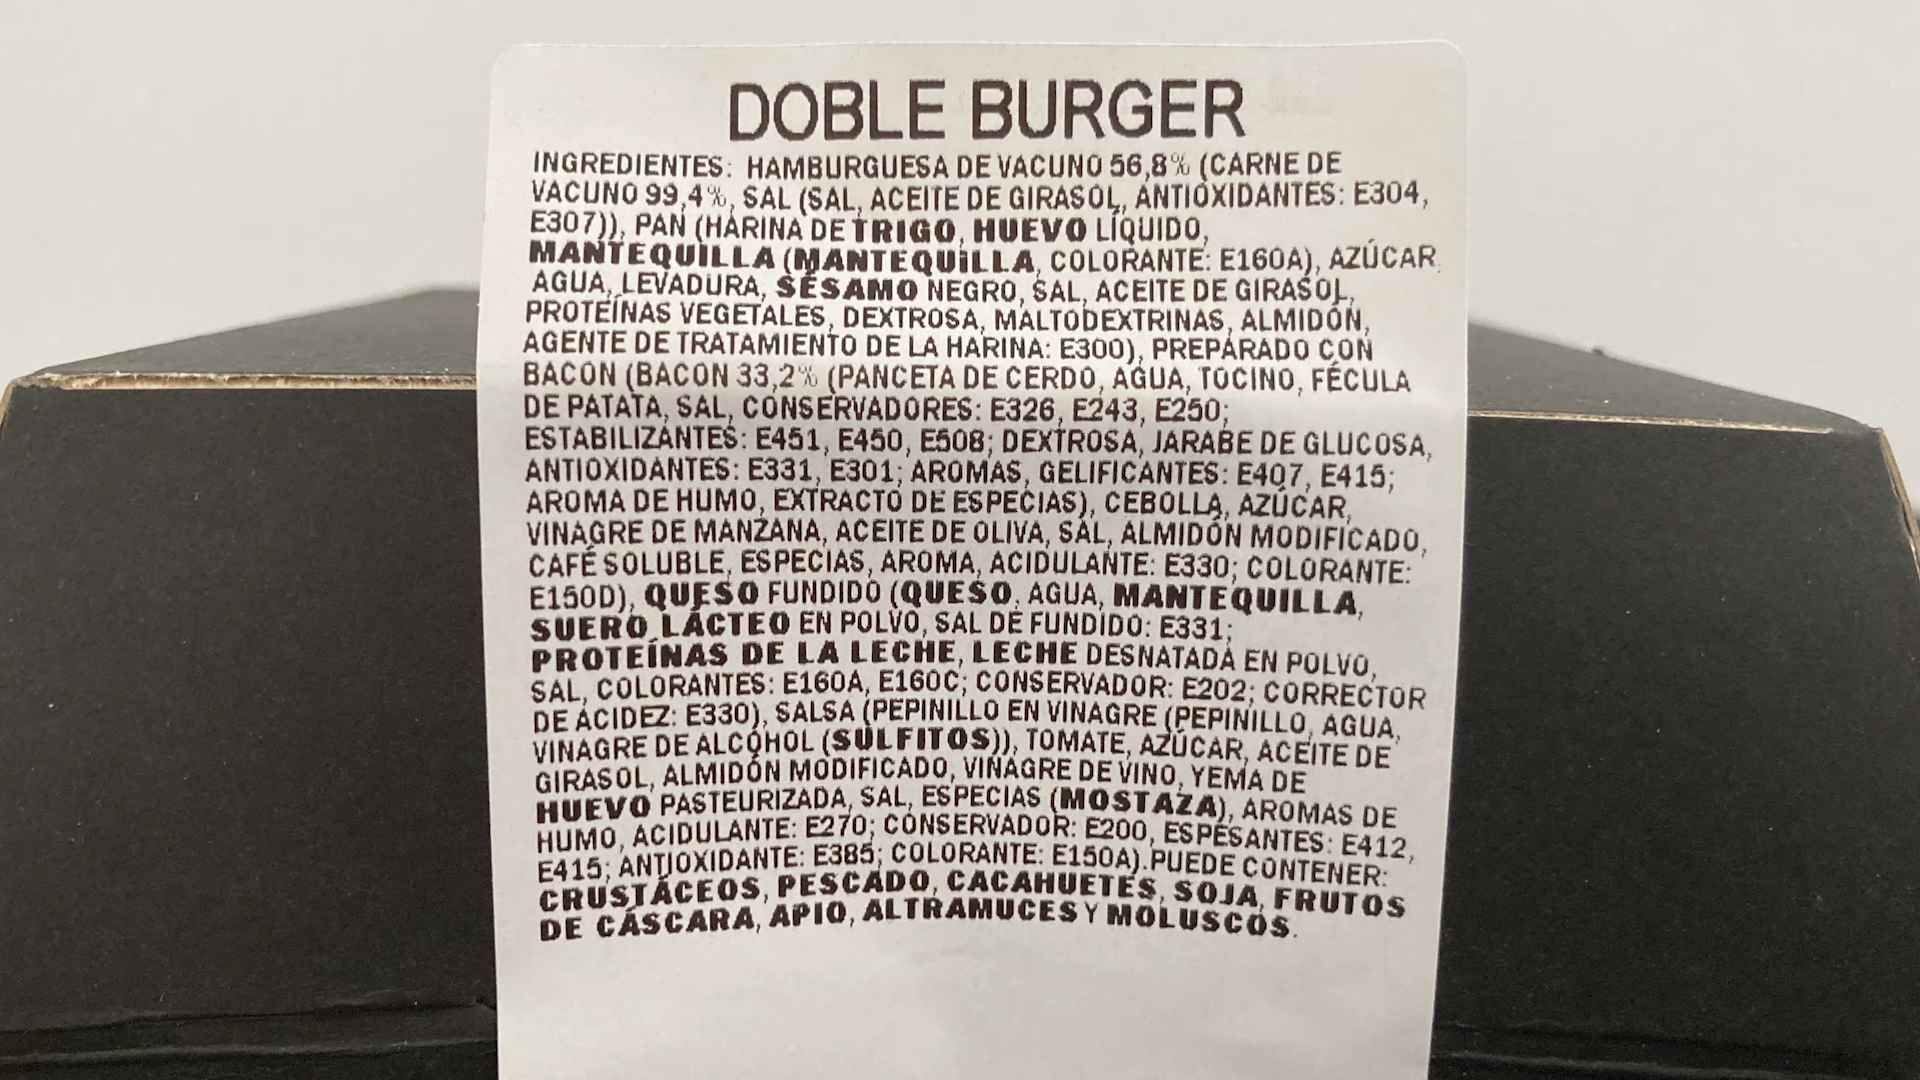 DOBLE BURGER
INGREDIENTES: HAMBURGUESA DE VACUNO 56,8% (CARNE DE
VACUNO 99,4%, SAL (SAL, ACEITE DE GIRASOL, ANTIOXIDANTES: E304,
E307)), PAN (HARINA DE TRIGO, HUEVO LÍQUIDO,
MANTEQUILLA (MANTEQUILLA, COLORANTE: E160A), AZÚCAR,
AGUA, LEVADURA, SÉSAMO NEGRO, SAL, ACEITE DE GIRASOL,
PROTEÍNAS VEGETALES, DEXTROSA, MALTODEXTRINAS, ALMIDÓN,
AGENTE DE TRATAMIENTO DE LA HARINA: E300), PREPARADO CON
BACON (BACON 33,2% (PANCETA DE CERDO, AGUA, TOCINO, FÉCULA
DE PATATA, SAL, CONSERVADORES: E326, E243, E250;
ESTABILIZANTES: E451, E450, E508; DEXTROSA, JARABE DE GLUCOSA,
ANTIOXIDANTES: E331, E301; AROMAS, GELIFICANTES: E407, E415;
AROMA DE HUMO, EXTRACTO DE ESPECIAS), CEBOLLA, AZÚCAR,
VINAGRE DE MANZANA, ACEITE DE OLIVA, SAL, ALMIDÓN MODIFICADO,
CAFÉ SOLUBLE, ESPECIAS, AROMA, ACIDULANTE: E330; COLORANTE:
E150D), QUESO FUNDIDO (QUESO, AGUA, MANTEQUILLA,
SUERO LÁCTEO EN POLVO, SAL DE FUNDIDO: E331;
PROTEÍNAS DE LA LECHE, LECHE DESNATADA EN POLVO,
SAL, COLORANTES: E160A, E160C; CONSERVADOR: E202; CORRECTOR
DE ACIDEZ: E330), SALSA (PEPINILLO EN VINAGRE (PEPINILLO, AGUA,
VINAGRE DE ALCOHOL (SULFITOS)), TOMATE, AZÚCAR, ACEITE DE
GIRASOL, ALMIDÓN MODIFICADO, VINAGRE DE VINO, YEMA DE
HUEVO PASTEURIZADA, SAL, ESPECIAS (MOSTAZA), AROMAS DE
HUMO, ACIDULANTE: E270; CONSERVADOR: E200, ESPESANTES: E412,
E415; ANTIOXIDANTE: E385; COLORANTE: E150A).PUEDE CONTENER:
CRUSTÁCEOS, PESCADO, CACAHUETES, SOJA, FRUTOS
DE CÁSCARA, APIO, ALTRAMUCES Y MOLUSCOS.